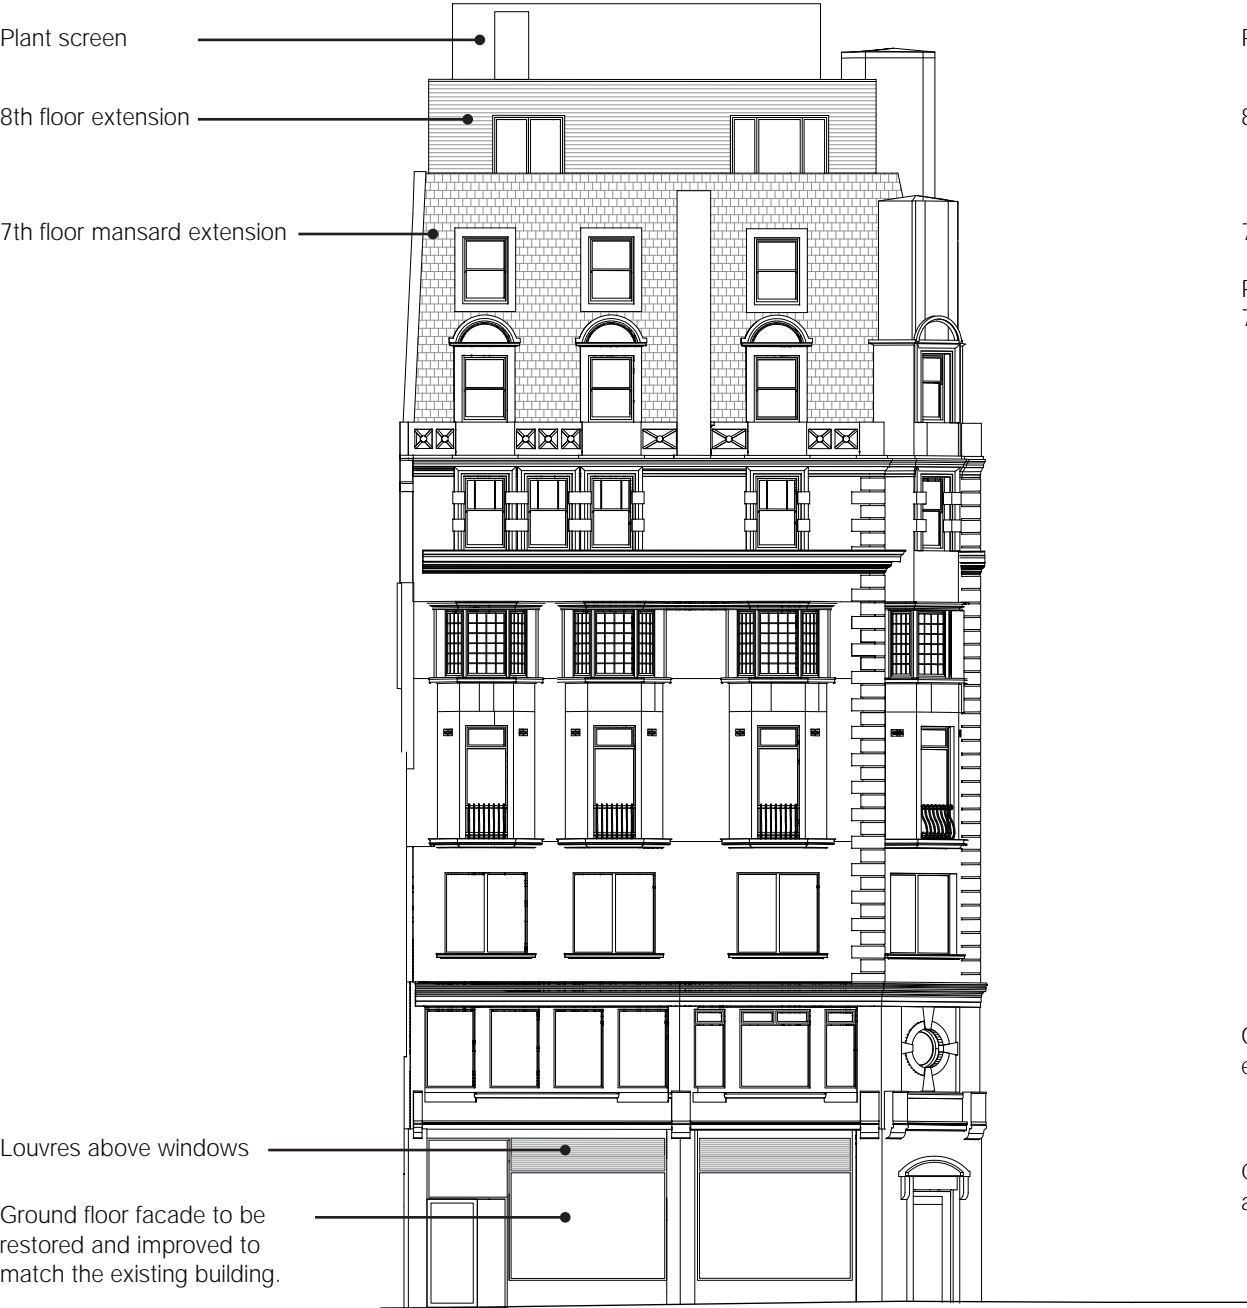 Plant screen
8th floor extension
7th floor mansard extension
Louvres above windows
Ground floor facade to be
restored and improved to
match the existing building.